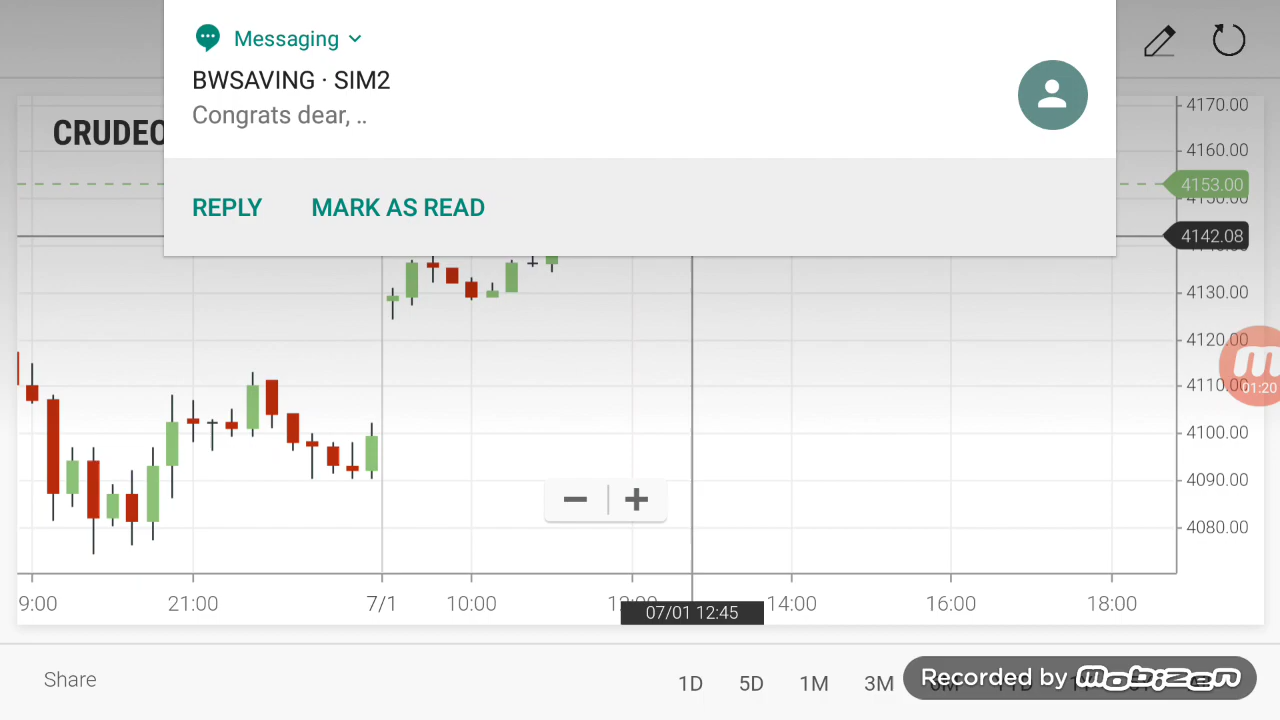 Messaging
BWSAVING · SIM2
Congrats dear, ..
REPLY MARK AS READ
CRUDEO
4170.00
4160.00
4153.00
4150.00
4142.08
4130.00
4120.00
4110.00
01:20
4100.00
4090.00
4080.00
9:00 21:00 7/1 10:00 14:00 16:00 18:00
07/01 12:45
Share 1D 5D 1M 3M
Recorded by mobizen